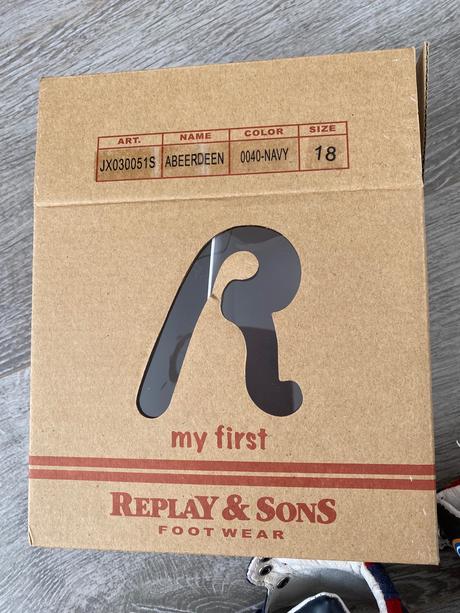 ART. NAME COLOR SIZE
JX030051S ABEERDEEN 0040-NAVY 18
R
my first
REPLAY & SONS
FOOTWEAR